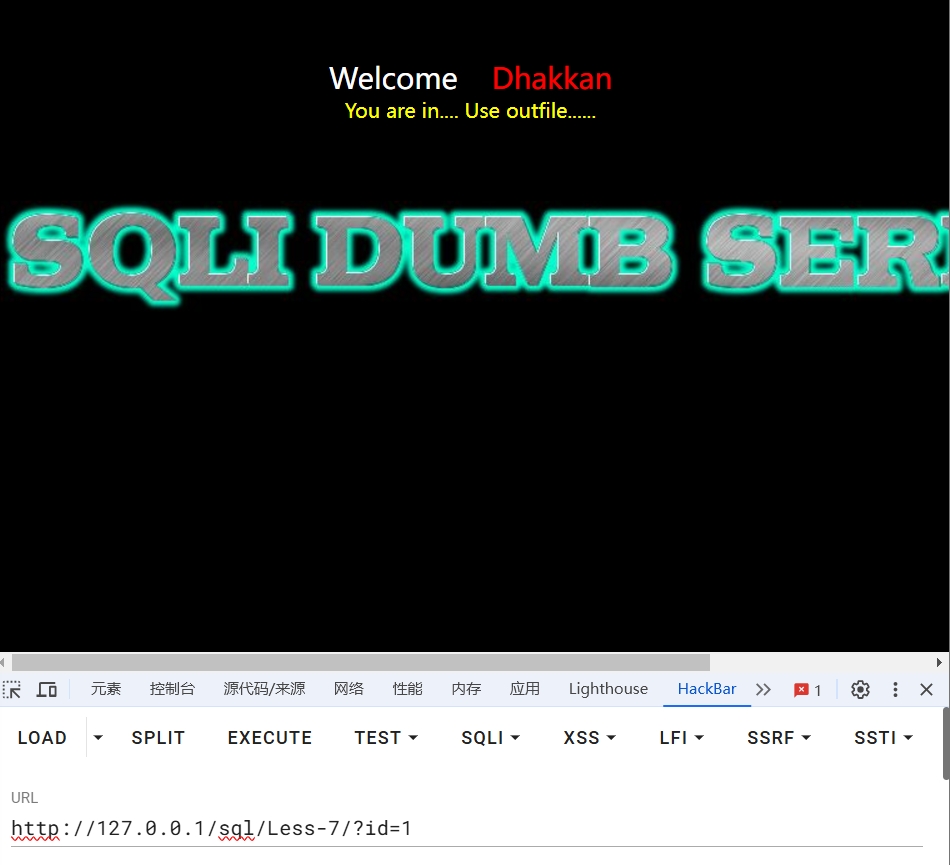 Welcome Dhakkan
You are in.... Use outfile......
SQLI DUMB SERI
元素 控制台 源代码/来源 网络 性能 内存 应用 Lighthouse HackBar 1
LOAD SPLIT EXECUTE TEST SQLI XSS LFI SSRF SSTI
URL
http://127.0.0.1/sql/Less-7/?id=1